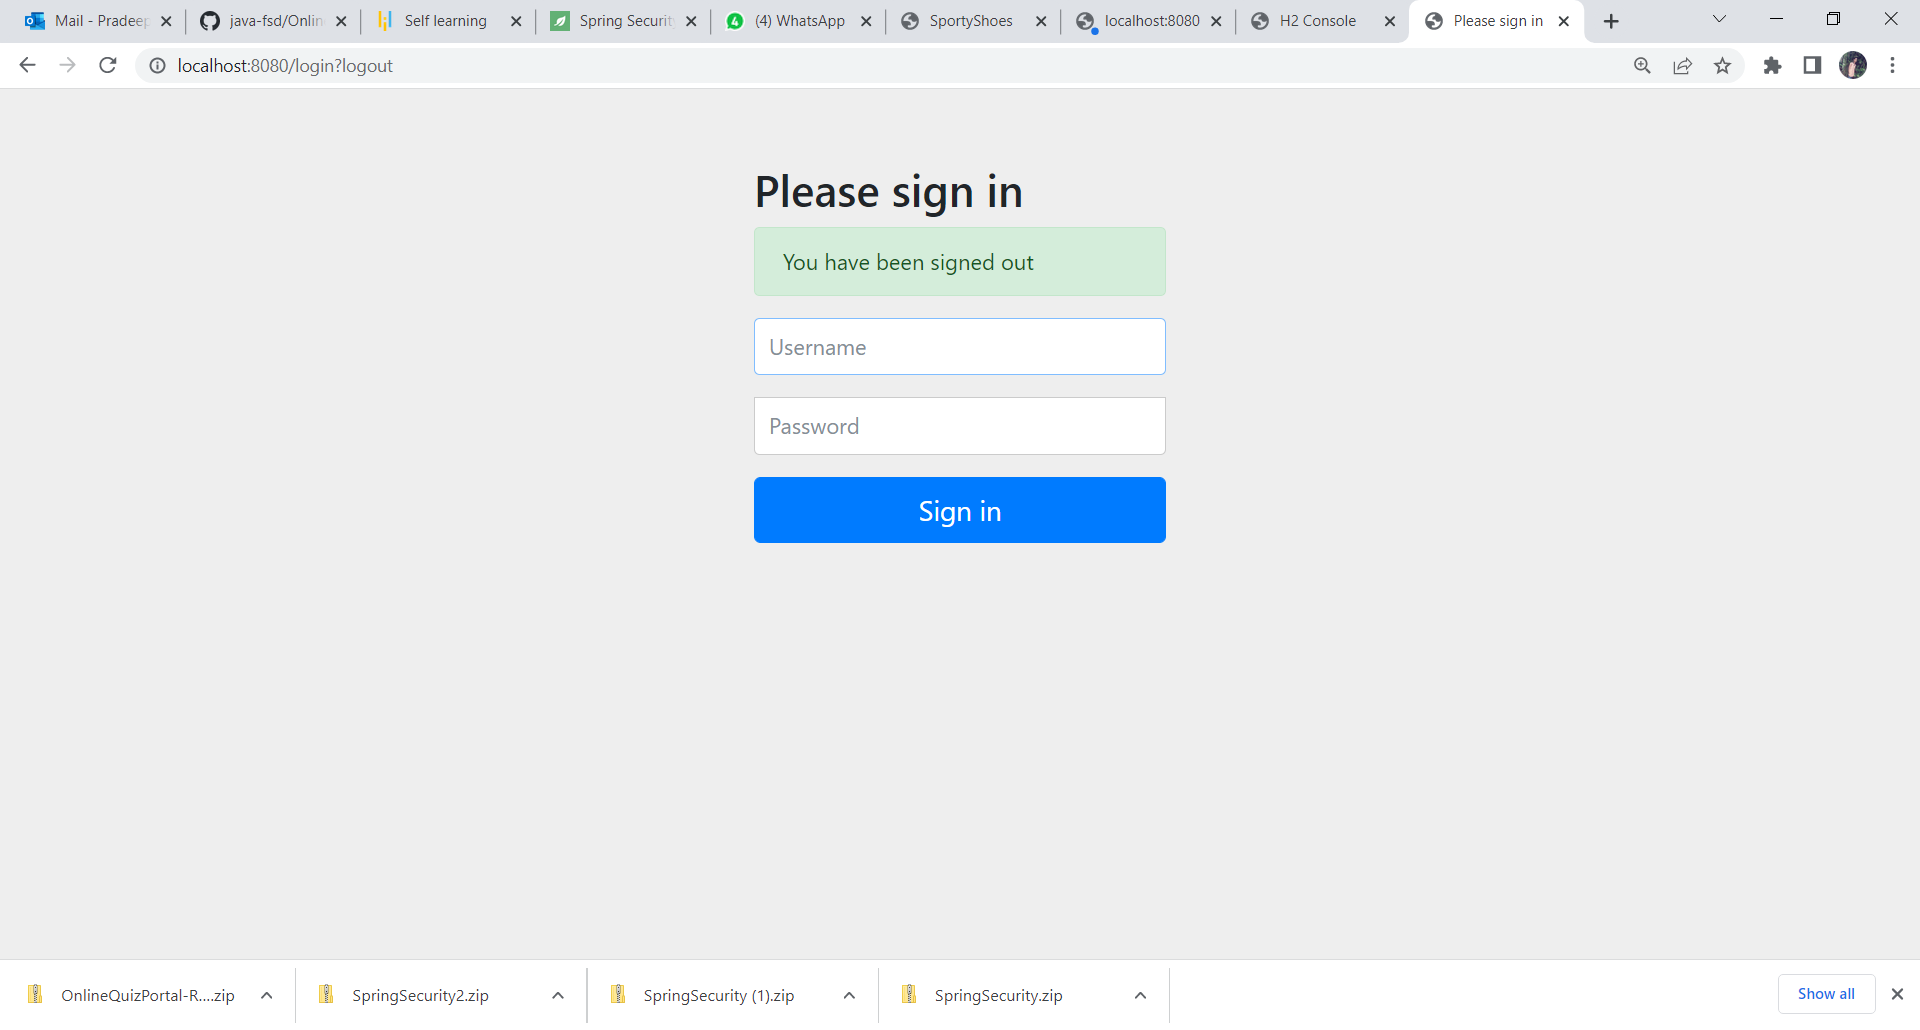 Mail - Pradeep
java-fsd/Onlin
Self learning
Spring Securit
(4) WhatsApp
SportyShoes
localhost:8080
H2 Console
Please sign in
localhost:8080/login?logout
Please sign in
You have been signed out
Username
Password
Sign in
OnlineQuizPortal-R....zip
SpringSecurity2.zip
SpringSecurity (1).zip
SpringSecurity.zip
Show all